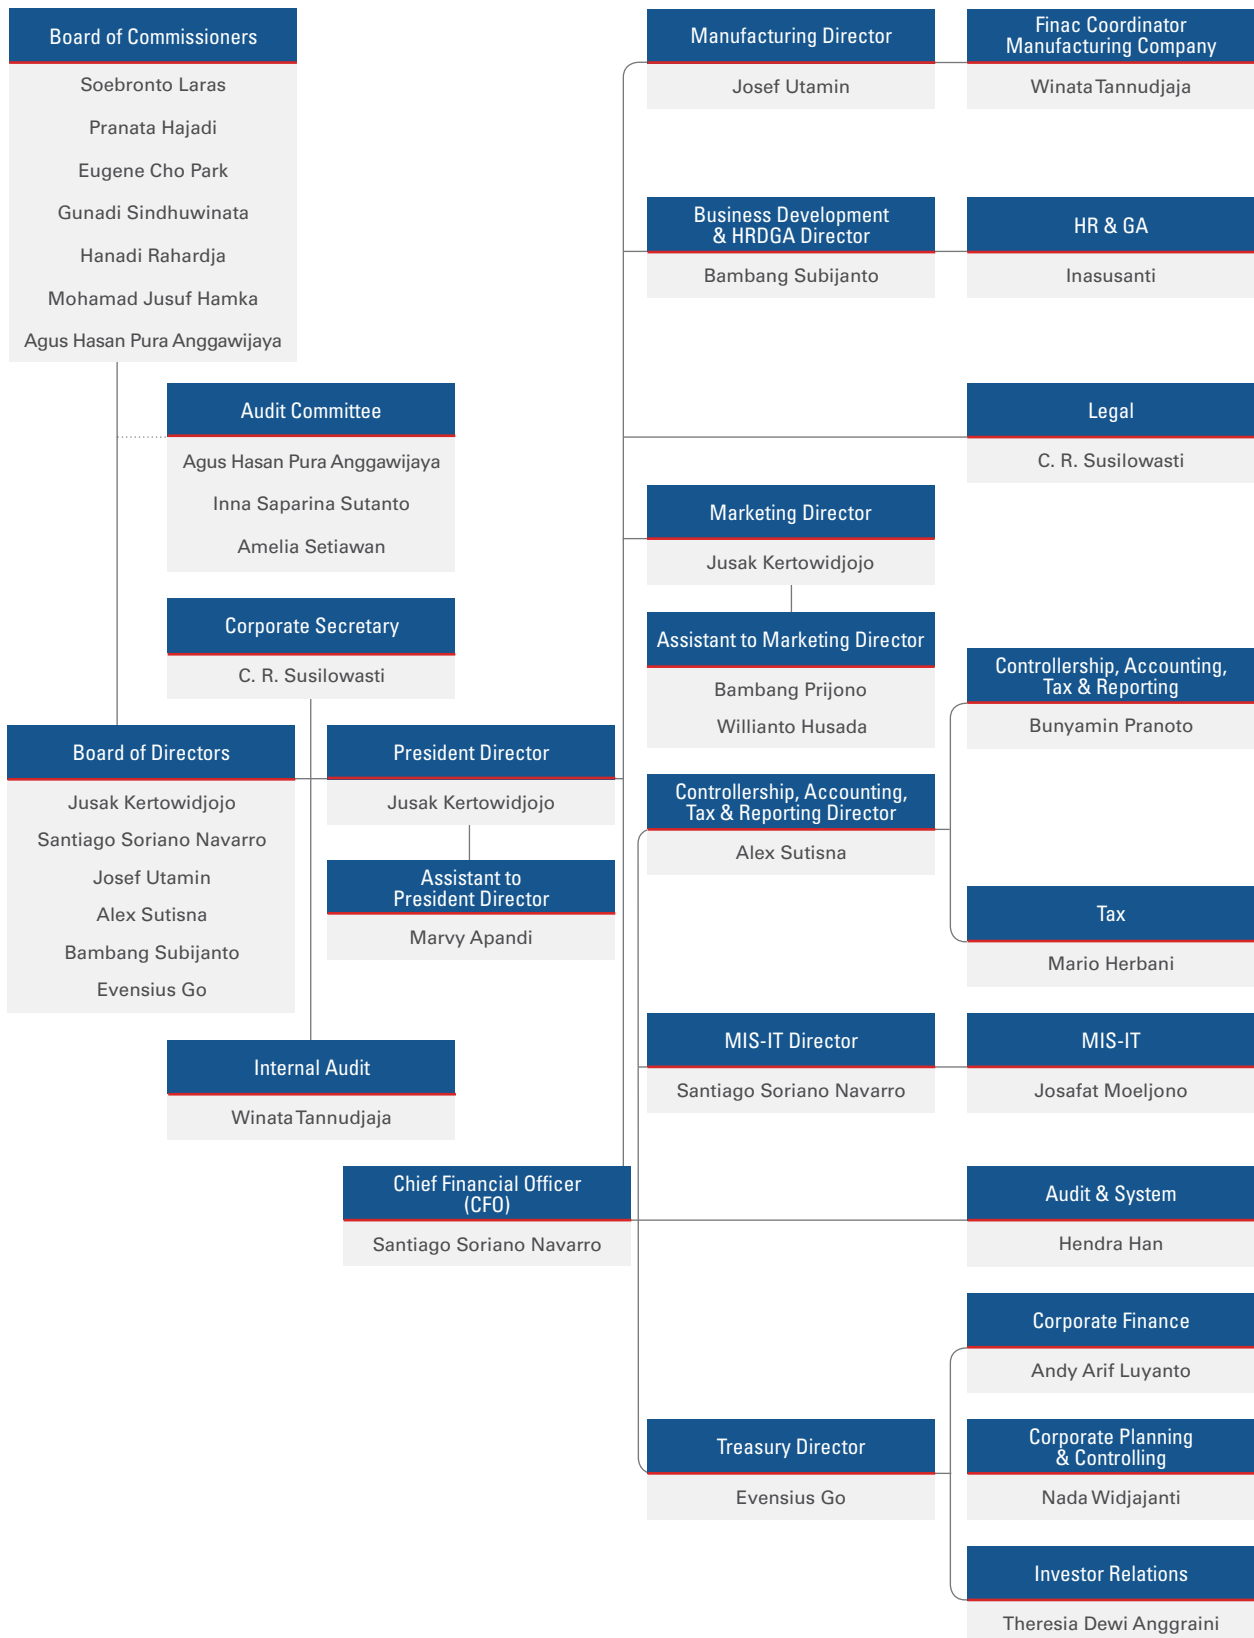 Board of Commissioners
Soebronto Laras
Pranata Hajadi
Eugene Cho Park
Gunadi Sindhuwinata
Hanadi Rahardja
Mohamad Jusuf Hamka
Agus Hasan Pura Anggawijaya
Audit Committee
Agus Hasan Pura Anggawijaya
Inna Saparina Sutanto
Amelia Setiawan
Corporate Secretary
C. R. Susilowasti
Board of Directors
Jusak Kertowidjojo
Santiago Soriano Navarro
Josef Utamin
Alex Sutisna
Bambang Subijanto
Evensius Go
President Director
Jusak Kertowidjojo
Assistant to
President Director
Marvy Apandi
Internal Audit
Winata Tannudjaja
Chief Financial Officer
(CFO)
Santiago Soriano Navarro
Manufacturing Director
Josef Utamin
Finac Coordinator
Manufacturing Company
Winata Tannudjaja
Business Development
& HRDGA Director
Bambang Subijanto
HR & GA
Inasusanti
Legal
C. R. Susilowasti
Marketing Director
Jusak Kertowidjojo
Assistant to Marketing Director
Bambang Prijono
Willianto Husada
Controllership, Accounting,
Tax & Reporting Director
Alex Sutisna
Controllership, Accounting,
Tax & Reporting
Bunyamin Pranoto
Tax
Mario Herbani
MIS-IT Director
Santiago Soriano Navarro
MIS-IT
Josafat Moeljono
Audit & System
Hendra Han
Treasury Director
Evensius Go
Corporate Finance
Andy Arif Luyanto
Corporate Planning
& Controlling
Nada Widjajanti
Investor Relations
Theresia Dewi Anggraini